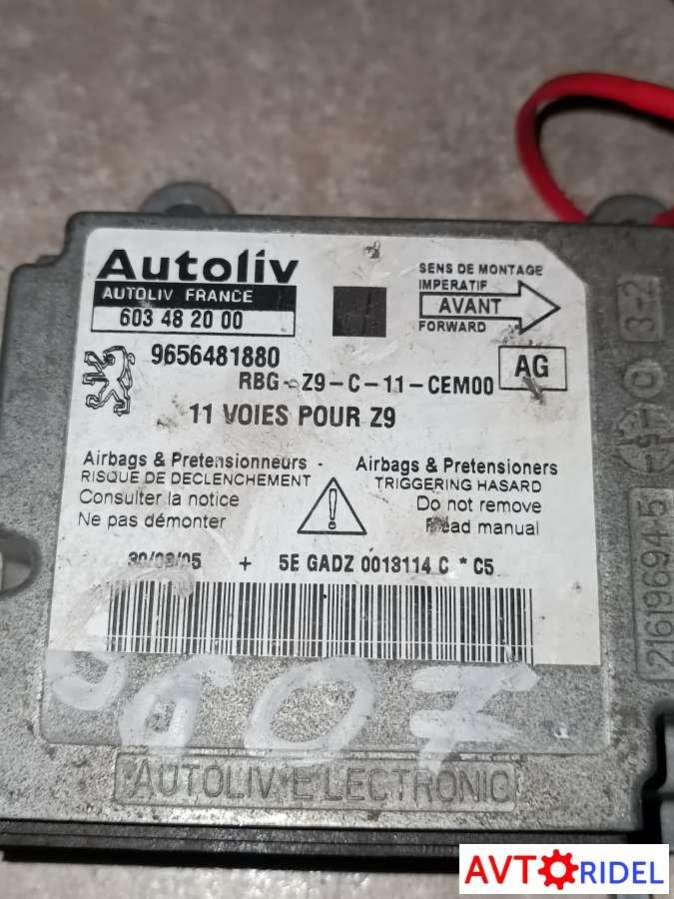 Autoliv
AUTOLIV FRANCE
603 48 20 00
SENS DE MONTAGE
IMPERATIF
AVANT
FORWARD
9656481880
AG
RBG-Z9-C-11-CEM00
11 VOIES POUR Z9
Airbags & Pretensionneurs -
RISQUE DE DECLENCHEMENT
Consulter la notice
Ne pas démonter
Airbags & Pretensioners
TRIGGERING HASARD
Do not remove
Read manual
+ 5E GADZ 0013114 C * C5
AUTOLIV-ELECTRONIC
21619694-5
3-2
AVTORIDEL